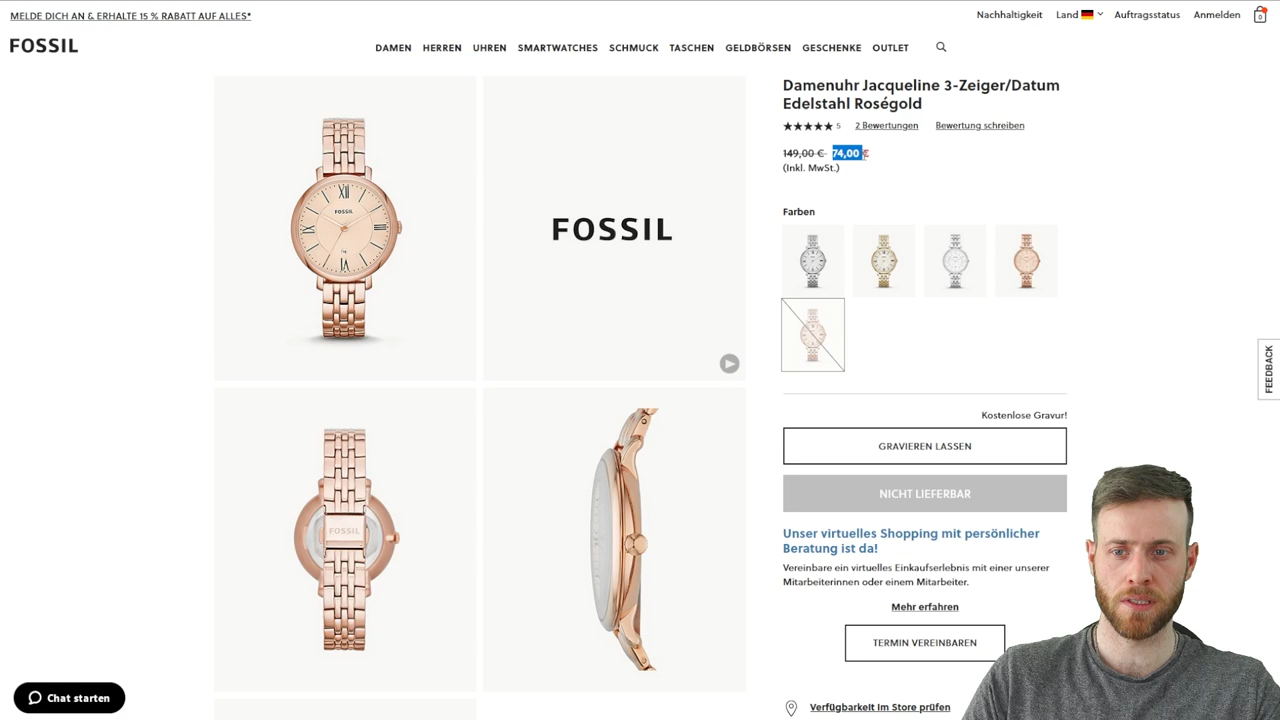 MELDE DICH AN & ERHALTE 15 % RABATT AUF ALLES*
Nachhaltigkeit
Land
Auftragsstatus
Anmelden
0
FOSSIL
DAMEN
HERREN
UHREN
SMARTWATCHES
SCHMUCK
TASCHEN
GELDBÖRSEN
GESCHENKE
OUTLET
FOSSIL
FOSSIL
FOSSIL
Damenuhr Jacqueline 3-Zeiger/Datum
Edelstahl Roségold
5
2 Bewertungen
Bewertung schreiben
149,00 € 74,00 €
(Inkl. MwSt.)
Farben
Kostenlose Gravur!
GRAVIEREN LASSEN
NICHT LIEFERBAR
Unser virtuelles Shopping mit persönlicher
Beratung ist da!
Vereinbare ein virtuelles Einkaufserlebnis mit einer unserer
Mitarbeiterinnen oder einem Mitarbeiter.
Mehr erfahren
TERMIN VEREINBAREN
Verfügbarkeit im Store prüfen
FEEDBACK
Chat starten